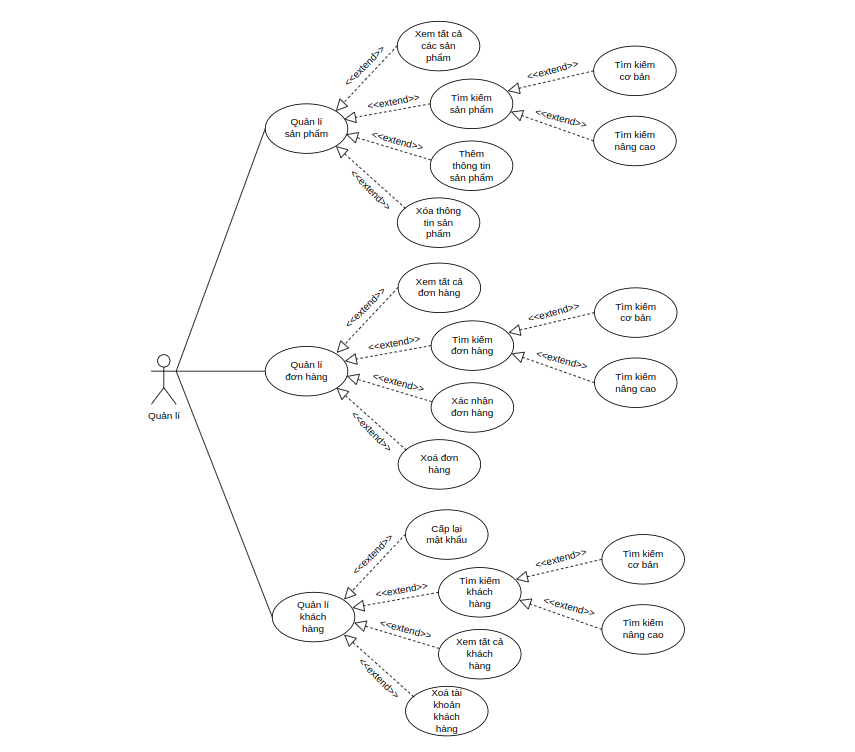 Xem tất cả
các sản
phẩm
<<extend>>
Tìm kiếm
cơ bản
<<extend>>
<<extend>>
Tìm kiếm
sản phẩm
Quản lí
sản phẩm
<<extend>>
Tìm kiếm
nâng cao
<<extend>>
Thêm
thông tin
sản phẩm
<<extend>>
Xóa thông
tin sản
phẩm
Xem tất cả
đơn hàng
<<extend>>
Tìm kiếm
cơ bản
<<extend>>
<<extend>>
Tìm kiếm
đơn hàng
Quản lí
đơn hàng
<<extend>>
Tìm kiếm
nâng cao
<<extend>>
Xác nhận
đơn hàng
Quản lí
<<extend>>
Xoá đơn
hàng
Cấp lại
mật khẩu
<<extend>>
Tìm kiếm
cơ bản
<<extend>>
<<extend>>
Tìm kiếm
khách
hàng
Quản lí
khách
hàng
<<extend>>
Tìm kiếm
nâng cao
<<extend>>
Xem tất cả
khách
hàng
<<extend>>
Xoá tài
khoản
khách
hàng